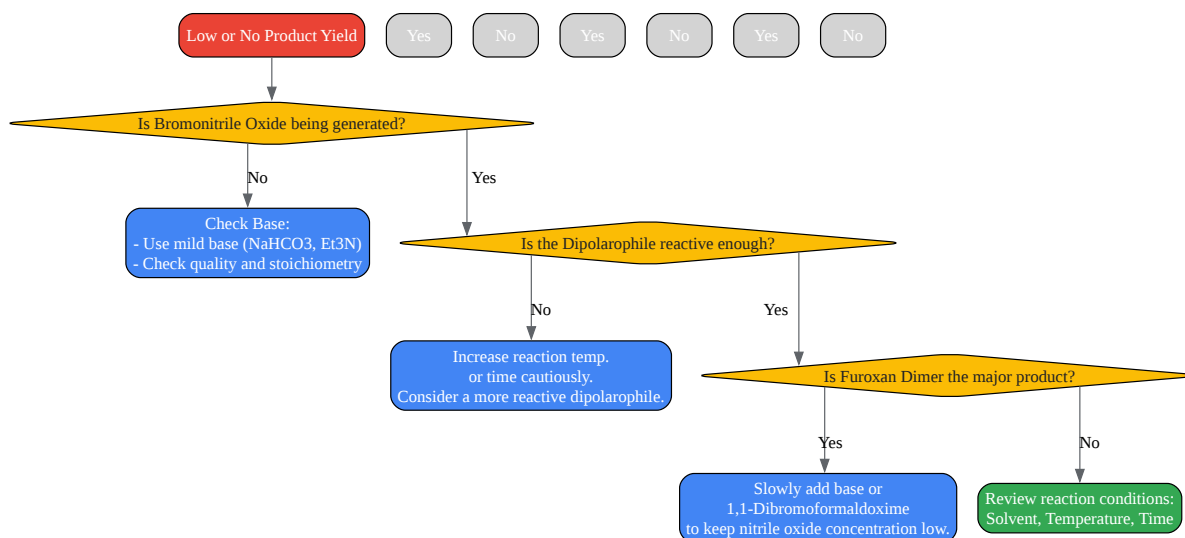 Low or No Product Yield
Yes
No
Yes
No
Yes
No
Is Bromonitrile Oxide being generated?
No
Yes
Check Base:
- Use mild base (NaHCO3, Et3N)
- Check quality and stoichiometry
Is the Dipolarophile reactive enough?
No
Yes
Increase reaction temp.
or time cautiously.
Consider a more reactive dipolarophile.
Is Furoxan Dimer the major product?
Yes
No
Slowly add base or
1,1-Dibromoformaldoxime
to keep nitrile oxide concentration low.
Review reaction conditions:
Solvent, Temperature, Time